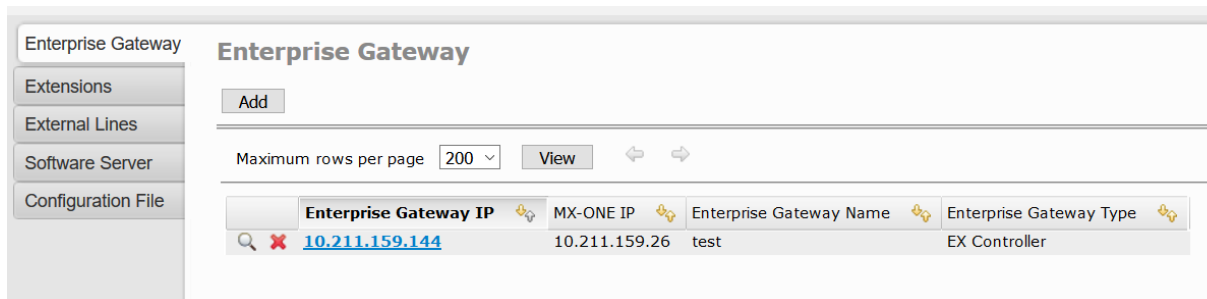 Enterprise Gateway
Extensions
External Lines
Software Server
Configuration File
Enterprise Gateway
Add
Maximum rows per page 200 View
Enterprise Gateway IP MX-ONE IP Enterprise Gateway Name Enterprise Gateway Type
10.211.159.144 10.211.159.26 test EX Controller